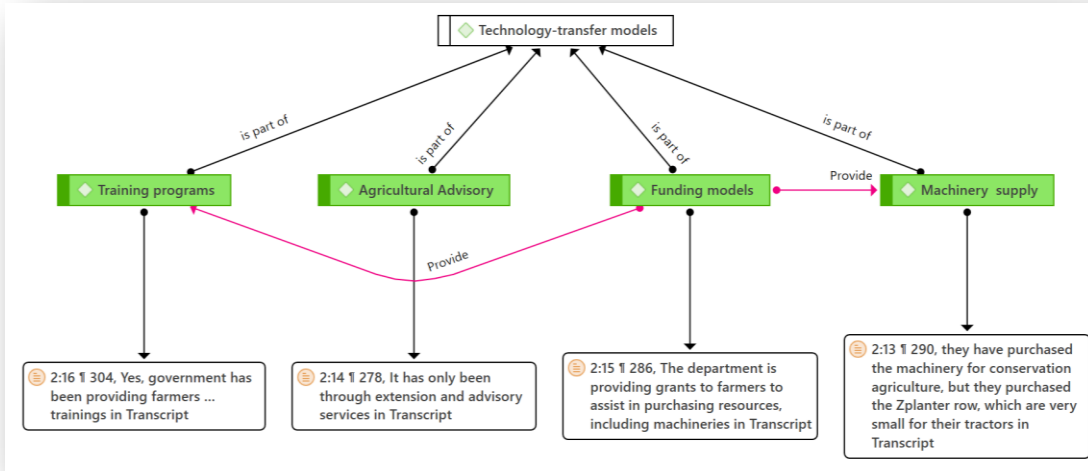 Technology-transfer models
is part of
is part of
is part of
is part of
Training programs
Agricultural Advisory
Funding models
Provide
Machinery supply
Provide
2:16 ¶ 304, Yes, government has
been providing farmers ...
trainings in Transcript
2:14 ¶ 278, It has only been
through extension and advisory
services in Transcript
2:15 ¶ 286, The department is
providing grants to farmers to
assist in purchasing resources,
including machineries in Transcript
2:13 ¶ 290, they have purchased
the machinery for conservation
agriculture, but they purchased
the Zplanter row, which are very
small for their tractors in
Transcript